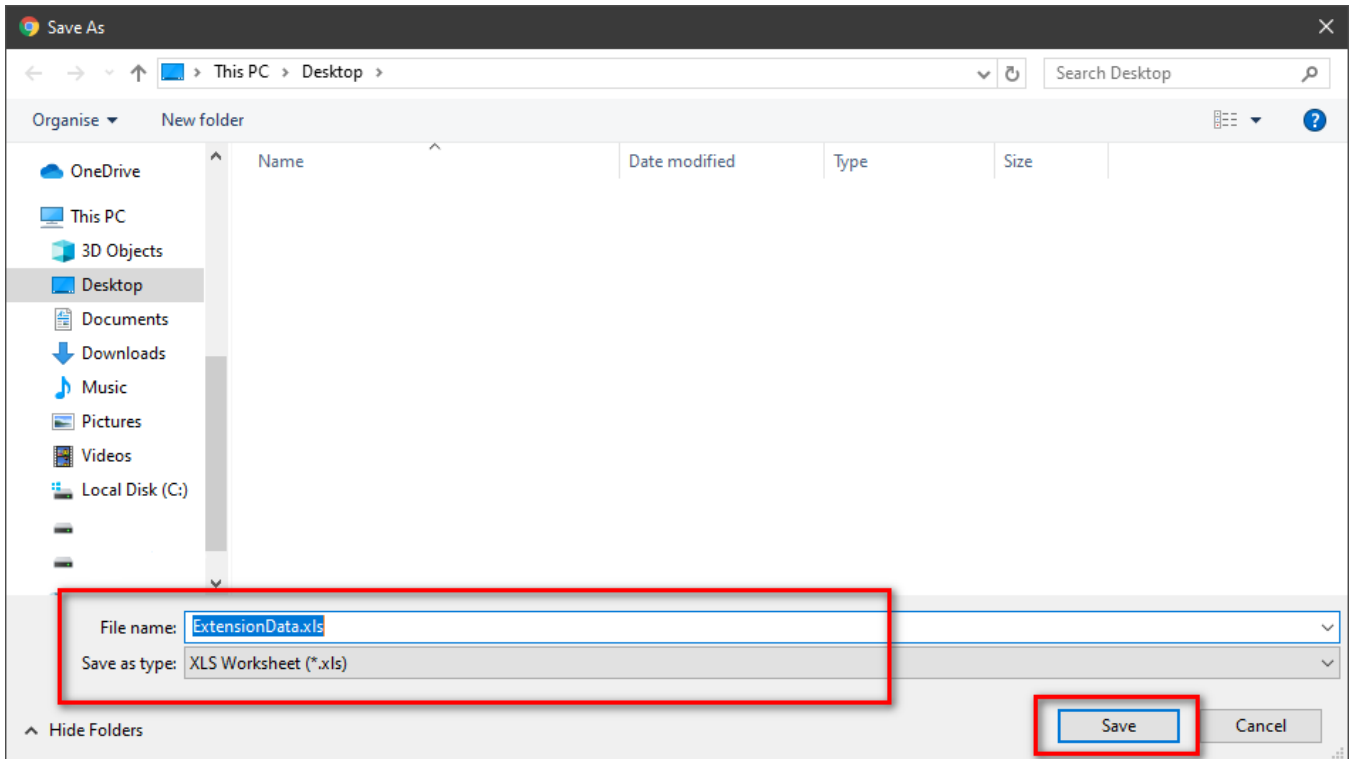 Save As
This PC > Desktop >
Search Desktop
Organise
New folder
Name
Date modified
Type
Size
OneDrive
This PC
3D Objects
Desktop
Documents
Downloads
Music
Pictures
Videos
Local Disk (C:)
File name: ExtensionData.xls
Save as type: XLS Worksheet (*.xls)
Hide Folders
Save
Cancel